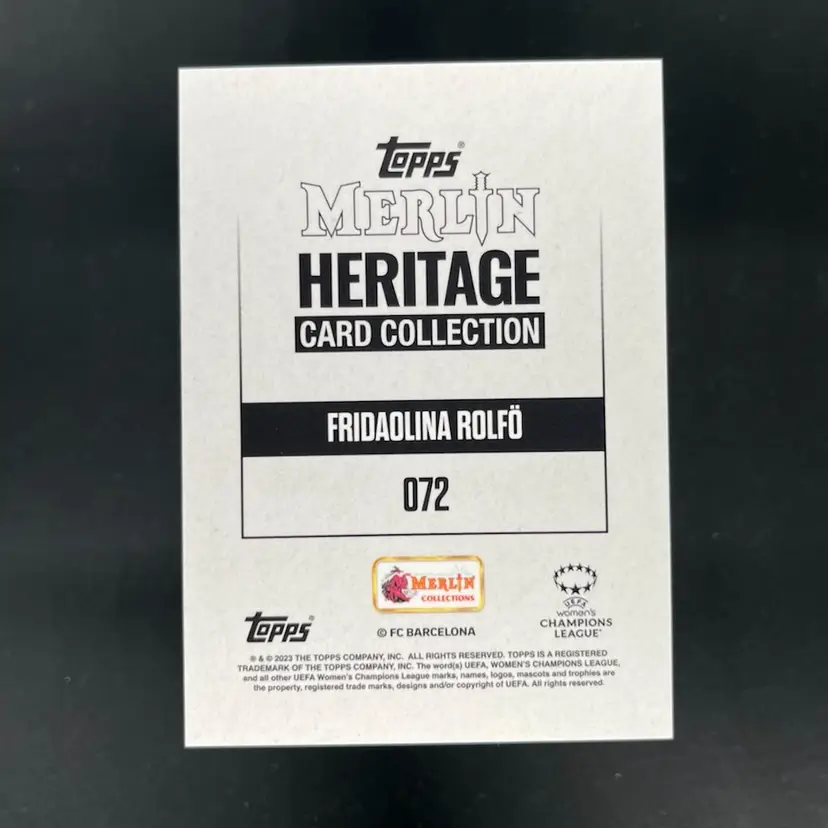 topps®
MERLIN
HERITAGE
CARD COLLECTION
FRIDAOLINA ROLFÖ
072
MERLIN
COLLECTIONS
topps®
© FC BARCELONA
UEFA
women's
CHAMPIONS
LEAGUE™
® & © 2023 THE TOPPS COMPANY, INC. ALL RIGHTS RESERVED. TOPPS IS A REGISTERED
TRADEMARK OF THE TOPPS COMPANY, INC. The word(s) UEFA, WOMEN'S CHAMPIONS LEAGUE,
and all other UEFA Women's Champions League marks, names, logos, mascots and trophies are
the property, registered trade marks, designs and/or copyright of UEFA. All rights reserved.